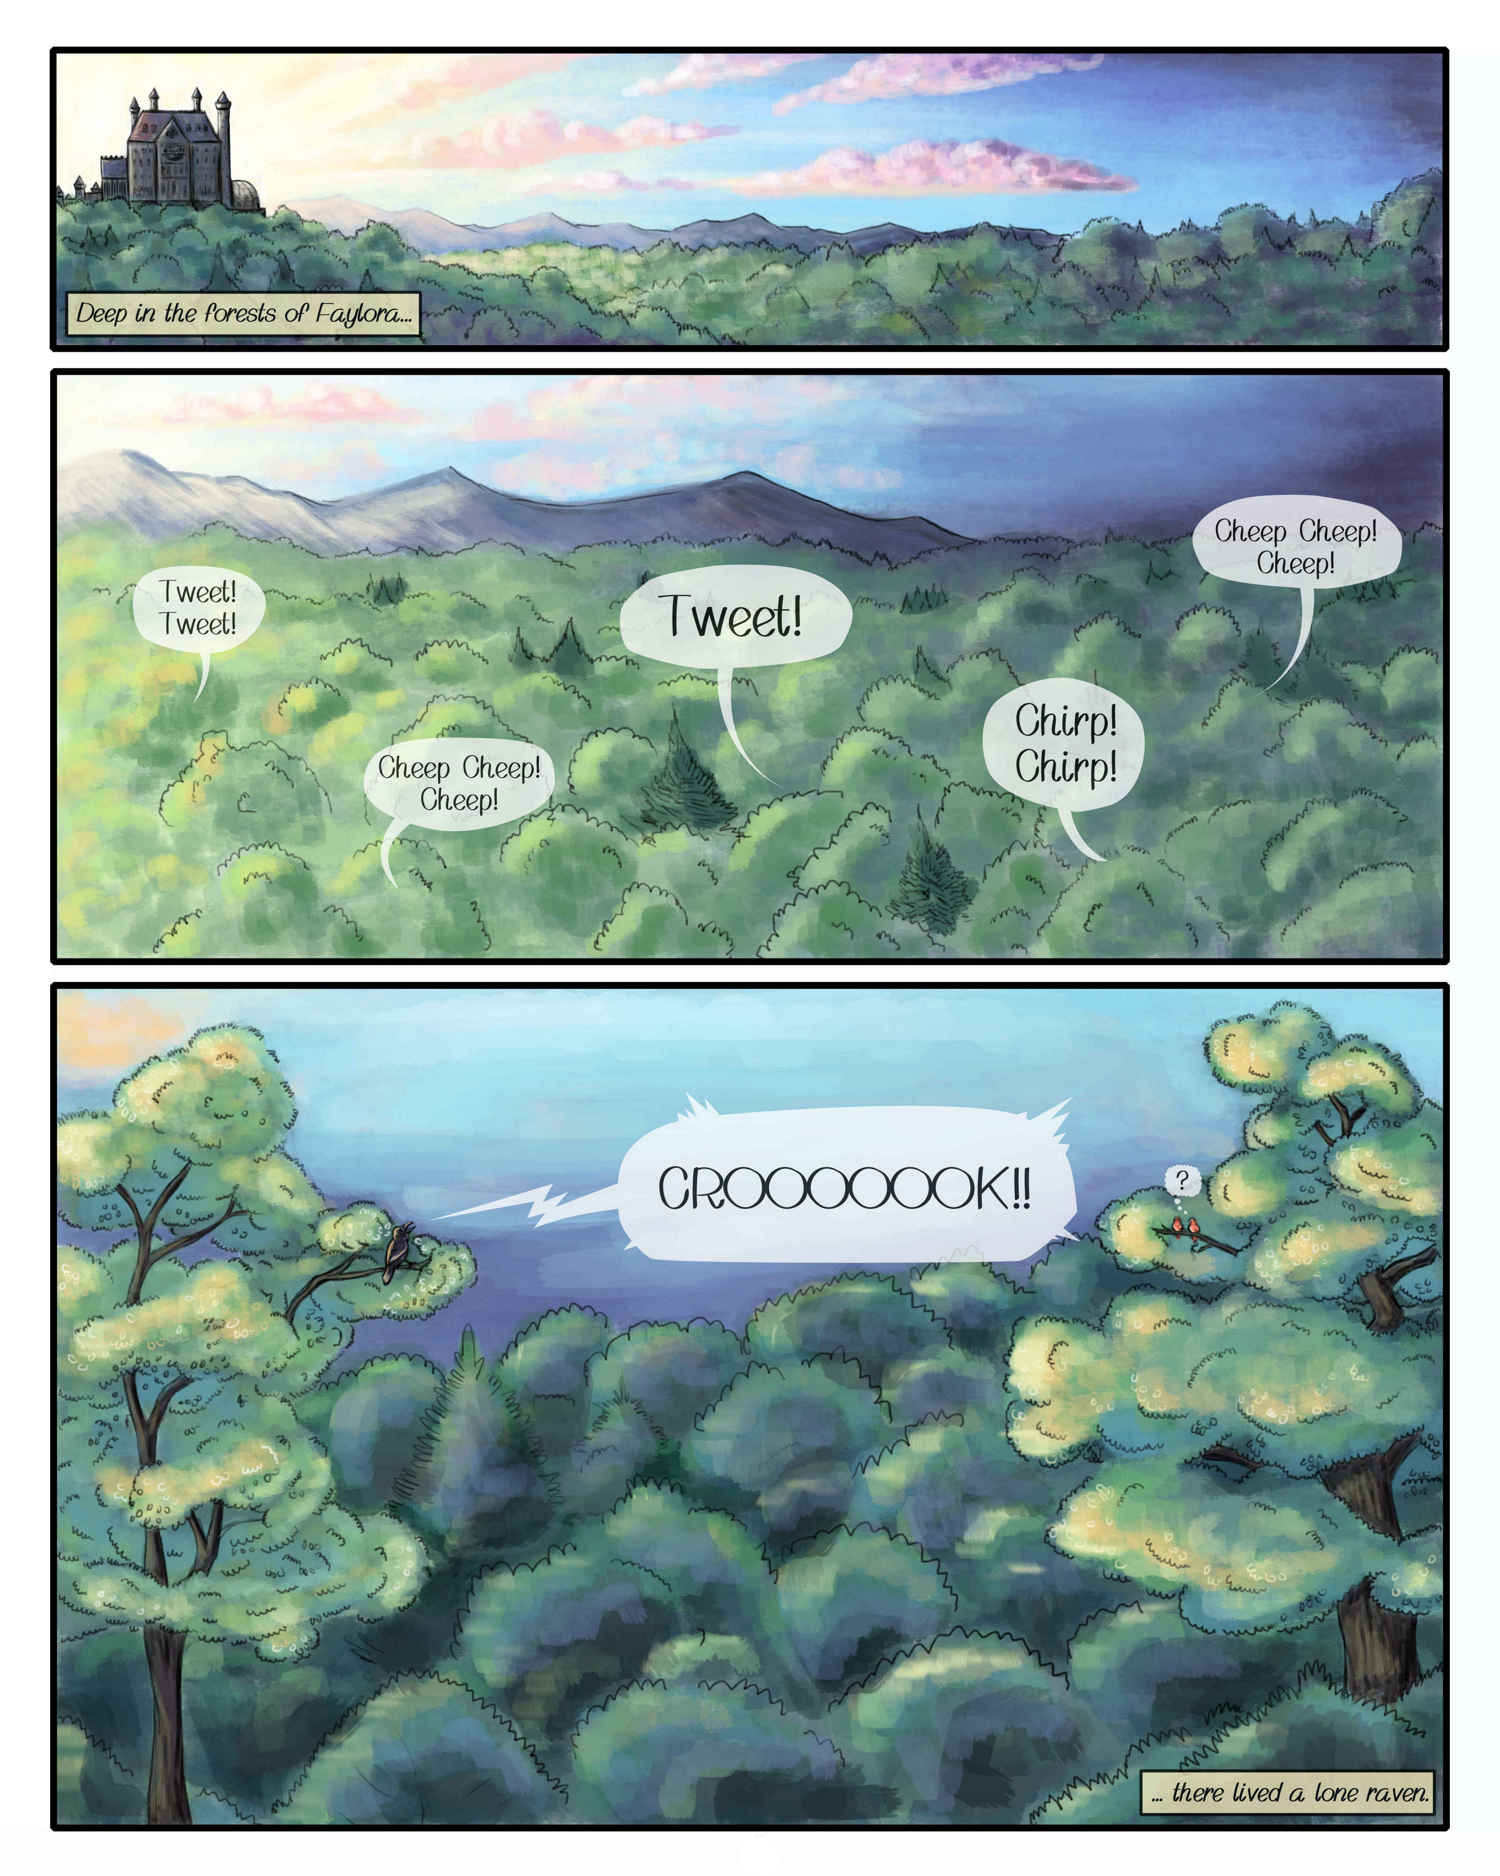 Deep in the forests of Faylora...
Tweet!
Tweet!
Tweet!
Cheep Cheep!
Cheep!
Cheep Cheep!
Cheep!
Chirp!
Chirp!
CROOOOOOOK!!
?
... there lived a lone raven.